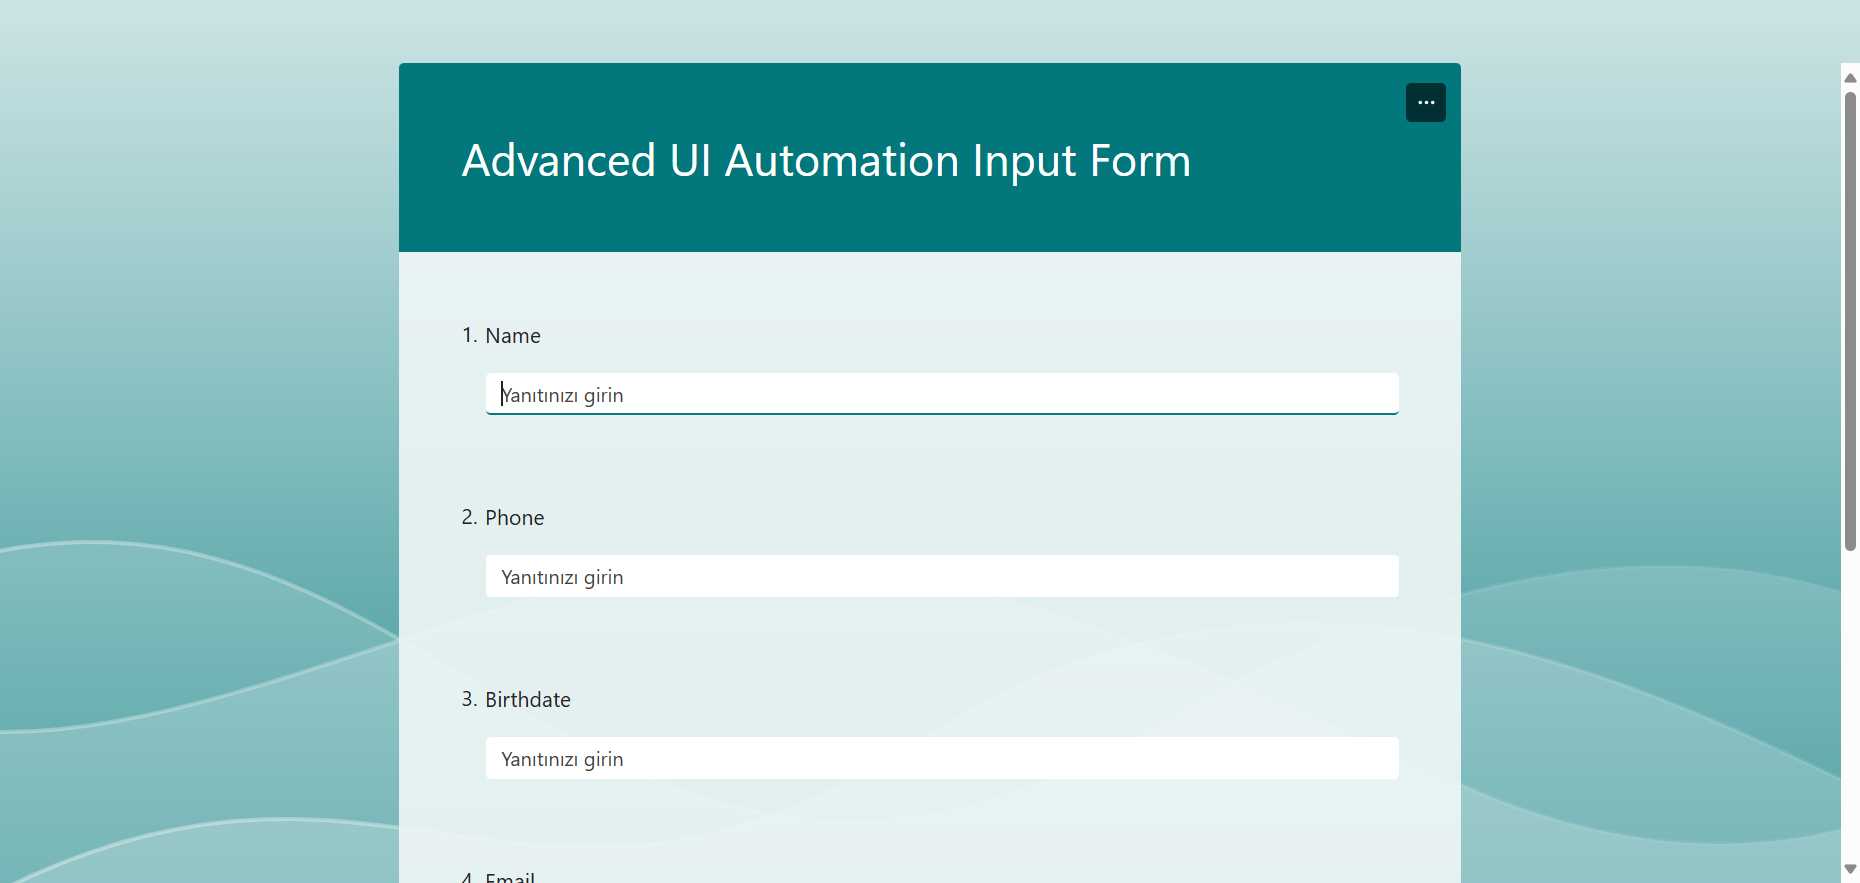 Advanced UI Automation Input Form
1. Name
Yanıtınızı girin
2. Phone
Yanıtınızı girin
3. Birthdate
Yanıtınızı girin
4. Email